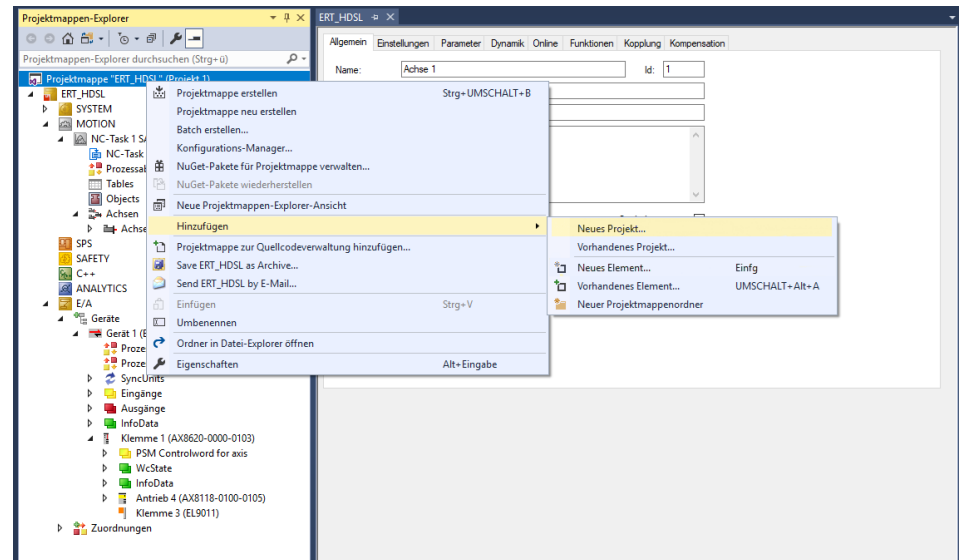 Projektmappen-Explorer
Projektmappen-Explorer durchsuchen (Strg+ü)
Projektmappe "ERT_HDSL" (Projekt 1)
ERT_HDSL
SYSTEM
MOTION
NC-Task 1 SA
NC-Task
Prozessab
Tables
Objects
Achsen
Achse
SPS
SAFETY
C++
ANALYTICS
E/A
Geräte
Gerät 1 (E
Proze
Proze
SyncUnits
Eingänge
Ausgänge
InfoData
Klemme 1 (AX8620-0000-0103)
PSM Controlword for axis
WcState
InfoData
Antrieb 4 (AX8118-0100-0105)
Klemme 3 (EL9011)
Zuordnungen
Projektmappe erstellen Strg+UMSCHALT+B
Projektmappe neu erstellen
Batch erstellen...
Konfigurations-Manager...
NuGet-Pakete für Projektmappe verwalten...
NuGet-Pakete wiederherstellen
Neue Projektmappen-Explorer-Ansicht
Hinzufügen
Projektmappe zur Quellcodeverwaltung hinzufügen...
Save ERT_HDSL as Archive...
Send ERT_HDSL by E-Mail...
Einfügen Strg+V
Umbenennen
Ordner in Datei-Explorer öffnen
Eigenschaften Alt+Eingabe
Neues Projekt...
Vorhandenes Projekt...
Neues Element... Einfg
Vorhandenes Element... UMSCHALT+Alt+A
Neuer Projektmappenordner
ERT_HDSL
Allgemein Einstellungen Parameter Dynamik Online Funktionen Kopplung Kompensation
Name: Achse 1 Id: 1